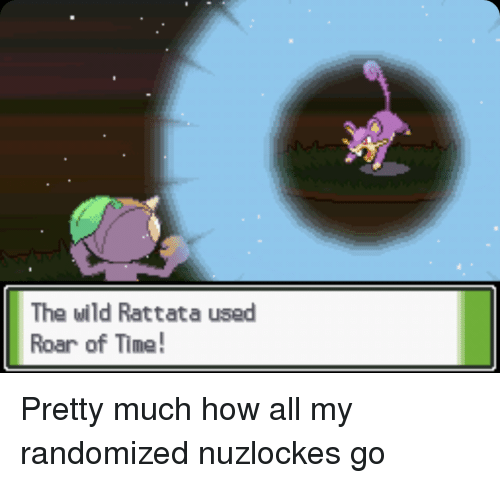 The wild Rattata used
Roar of Time!
Pretty much how all my
randomized nuzlockes go